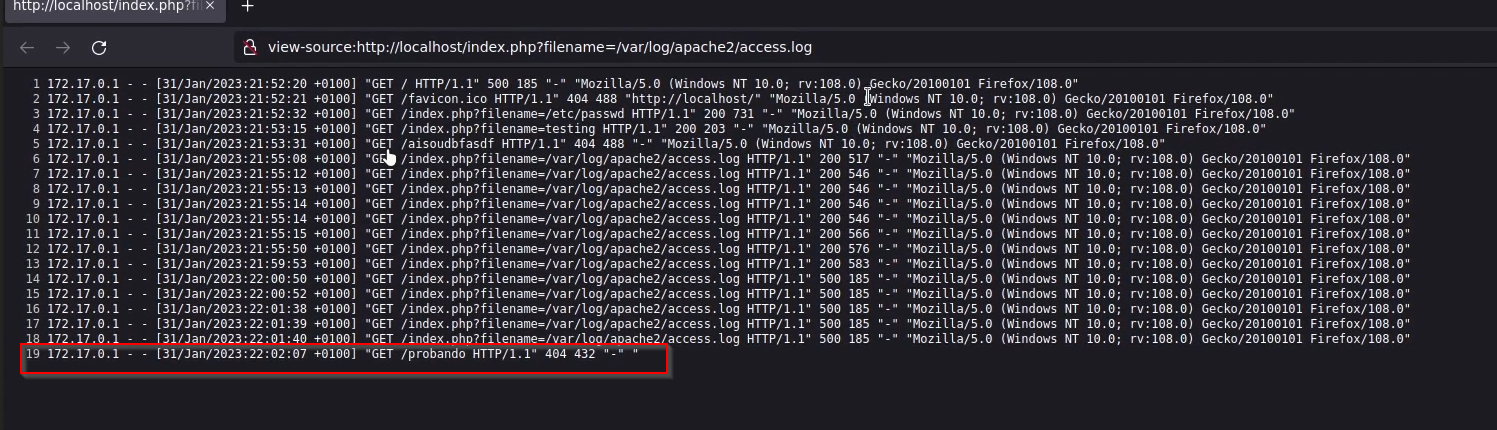 http://localhost/index.php?fil
view-source:http://localhost/index.php?filename=/var/log/apache2/access.log
1 172.17.0.1 - - [31/Jan/2023:21:52:20 +0100] "GET / HTTP/1.1" 500 185 "-" "Mozilla/5.0 (Windows NT 10.0; rv:108.0) Gecko/20100101 Firefox/108.0"
2 172.17.0.1 - - [31/Jan/2023:21:52:21 +0100] "GET /favicon.ico HTTP/1.1" 404 488 "http://localhost/" "Mozilla/5.0 (Windows NT 10.0; rv:108.0) Gecko/20100101 Firefox/108.0"
3 172.17.0.1 - - [31/Jan/2023:21:52:32 +0100] "GET /index.php?filename=/etc/passwd HTTP/1.1" 200 731 "-" "Mozilla/5.0 (Windows NT 10.0; rv:108.0) Gecko/20100101 Firefox/108.0"
4 172.17.0.1 - - [31/Jan/2023:21:53:15 +0100] "GET /index.php?filename=testing HTTP/1.1" 200 203 "-" "Mozilla/5.0 (Windows NT 10.0; rv:108.0) Gecko/20100101 Firefox/108.0"
5 172.17.0.1 - - [31/Jan/2023:21:53:31 +0100] "GET /aisoudbfasdf HTTP/1.1" 404 488 "-" "Mozilla/5.0 (Windows NT 10.0; rv:108.0) Gecko/20100101 Firefox/108.0"
6 172.17.0.1 - - [31/Jan/2023:21:55:08 +0100] "GET /index.php?filename=/var/log/apache2/access.log HTTP/1.1" 200 517 "-" "Mozilla/5.0 (Windows NT 10.0; rv:108.0) Gecko/20100101 Firefox/108.0"
7 172.17.0.1 - - [31/Jan/2023:21:55:12 +0100] "GET /index.php?filename=/var/log/apache2/access.log HTTP/1.1" 200 546 "-" "Mozilla/5.0 (Windows NT 10.0; rv:108.0) Gecko/20100101 Firefox/108.0"
8 172.17.0.1 - - [31/Jan/2023:21:55:13 +0100] "GET /index.php?filename=/var/log/apache2/access.log HTTP/1.1" 200 546 "-" "Mozilla/5.0 (Windows NT 10.0; rv:108.0) Gecko/20100101 Firefox/108.0"
9 172.17.0.1 - - [31/Jan/2023:21:55:14 +0100] "GET /index.php?filename=/var/log/apache2/access.log HTTP/1.1" 200 546 "-" "Mozilla/5.0 (Windows NT 10.0; rv:108.0) Gecko/20100101 Firefox/108.0"
10 172.17.0.1 - - [31/Jan/2023:21:55:14 +0100] "GET /index.php?filename=/var/log/apache2/access.log HTTP/1.1" 200 546 "-" "Mozilla/5.0 (Windows NT 10.0; rv:108.0) Gecko/20100101 Firefox/108.0"
11 172.17.0.1 - - [31/Jan/2023:21:55:15 +0100] "GET /index.php?filename=/var/log/apache2/access.log HTTP/1.1" 200 566 "-" "Mozilla/5.0 (Windows NT 10.0; rv:108.0) Gecko/20100101 Firefox/108.0"
12 172.17.0.1 - - [31/Jan/2023:21:55:50 +0100] "GET /index.php?filename=/var/log/apache2/access.log HTTP/1.1" 200 576 "-" "Mozilla/5.0 (Windows NT 10.0; rv:108.0) Gecko/20100101 Firefox/108.0"
13 172.17.0.1 - - [31/Jan/2023:21:59:53 +0100] "GET /index.php?filename=/var/log/apache2/access.log HTTP/1.1" 200 583 "-" "Mozilla/5.0 (Windows NT 10.0; rv:108.0) Gecko/20100101 Firefox/108.0"
14 172.17.0.1 - - [31/Jan/2023:22:00:50 +0100] "GET /index.php?filename=/var/log/apache2/access.log HTTP/1.1" 500 185 "-" "Mozilla/5.0 (Windows NT 10.0; rv:108.0) Gecko/20100101 Firefox/108.0"
15 172.17.0.1 - - [31/Jan/2023:22:00:52 +0100] "GET /index.php?filename=/var/log/apache2/access.log HTTP/1.1" 500 185 "-" "Mozilla/5.0 (Windows NT 10.0; rv:108.0) Gecko/20100101 Firefox/108.0"
16 172.17.0.1 - - [31/Jan/2023:22:01:38 +0100] "GET /index.php?filename=/var/log/apache2/access.log HTTP/1.1" 500 185 "-" "Mozilla/5.0 (Windows NT 10.0; rv:108.0) Gecko/20100101 Firefox/108.0"
17 172.17.0.1 - - [31/Jan/2023:22:01:39 +0100] "GET /index.php?filename=/var/log/apache2/access.log HTTP/1.1" 500 185 "-" "Mozilla/5.0 (Windows NT 10.0; rv:108.0) Gecko/20100101 Firefox/108.0"
18 172.17.0.1 - - [31/Jan/2023:22:01:40 +0100] "GET /index.php?filename=/var/log/apache2/access.log HTTP/1.1" 500 185 "-" "Mozilla/5.0 (Windows NT 10.0; rv:108.0) Gecko/20100101 Firefox/108.0"
19 172.17.0.1 - - [31/Jan/2023:22:02:07 +0100] "GET /probando HTTP/1.1" 404 432 "-" "